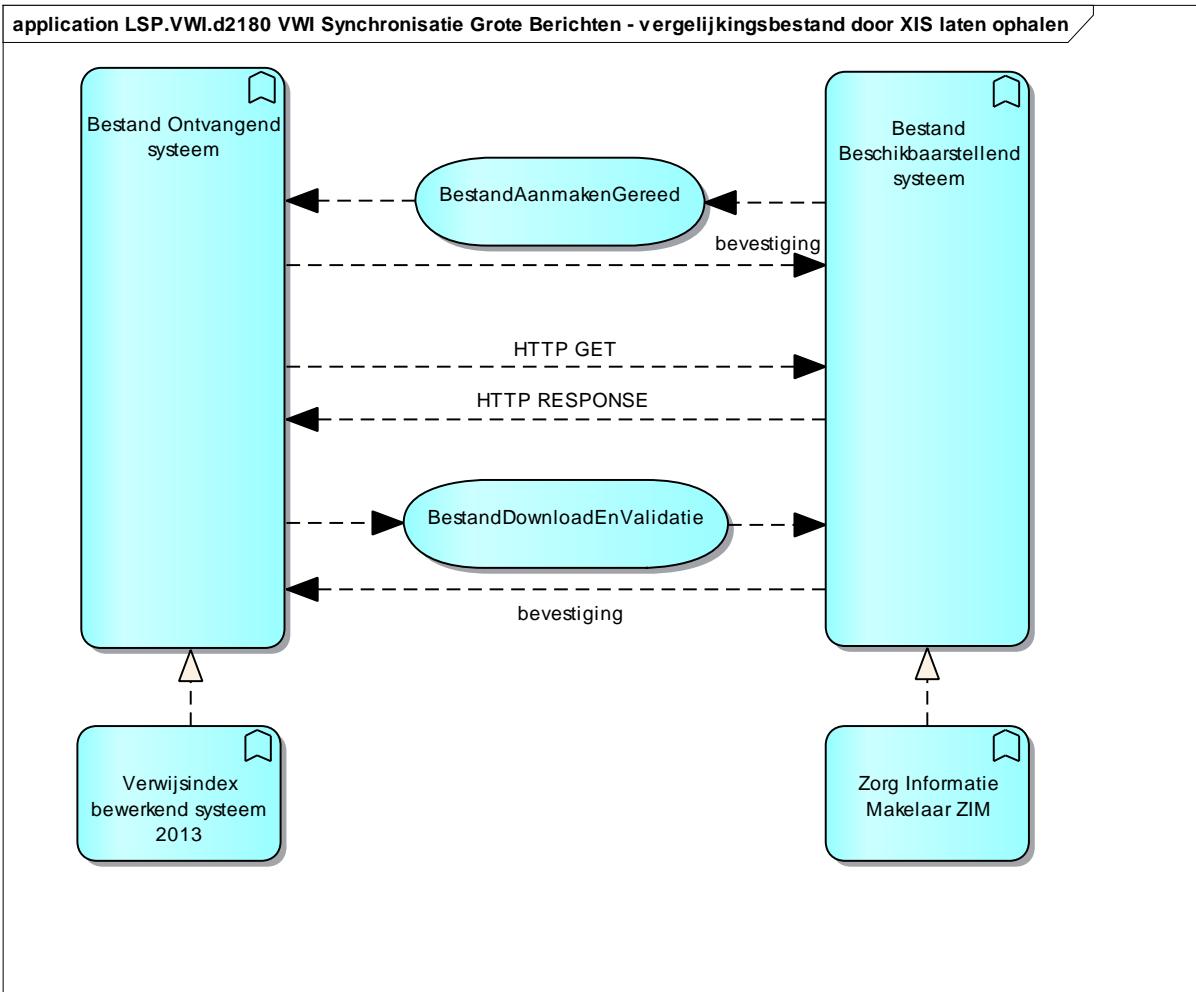 application LSP.VWI.d2180 VWI Synchronisatie Grote Berichten - vergelijkingsbestand door XIS laten ophalen
Bestand Ontvangend
systeem
Bestand
Beschikbaarstellend
systeem
BestandAanmakenGereed
bevestiging
HTTP GET
HTTP RESPONSE
BestandDownloadEnValidatie
bevestiging
Verwijsindex
bewerkend systeem
2013
Zorg Informatie
Makelaar ZIM